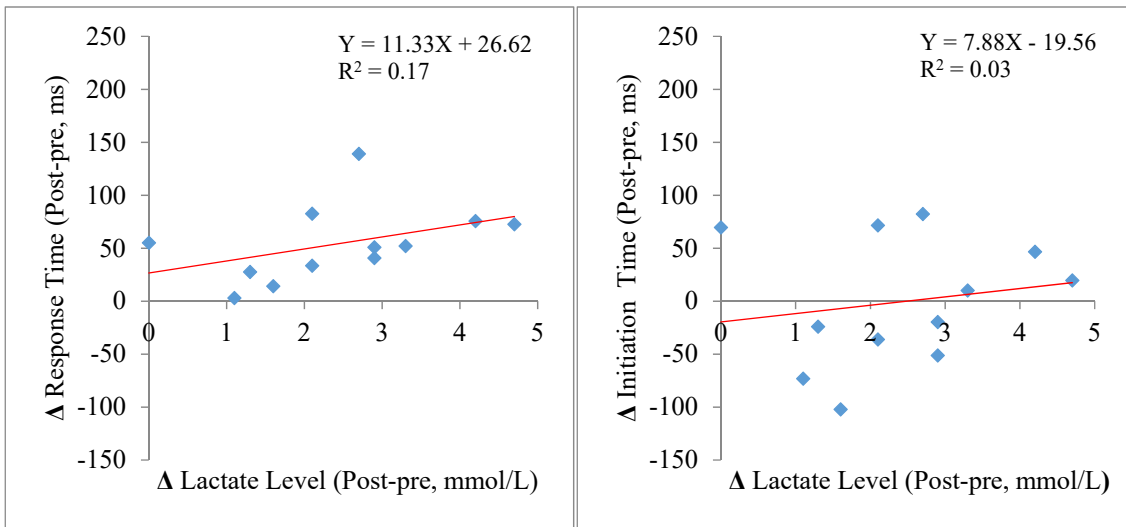 Y = 11.33X + 26.62
R² = 0.17
250
200
150
100
50
0
-50
-100
-150
0 1 2 3 4 5
Δ Response Time (Post-pre, ms)
Δ Lactate Level (Post-pre, mmol/L)
Y = 7.88X - 19.56
R² = 0.03
250
200
150
100
50
0
-50
-100
-150
0 1 2 3 4 5
Δ Initiation Time (Post-pre, ms)
Δ Lactate Level (Post-pre, mmol/L)